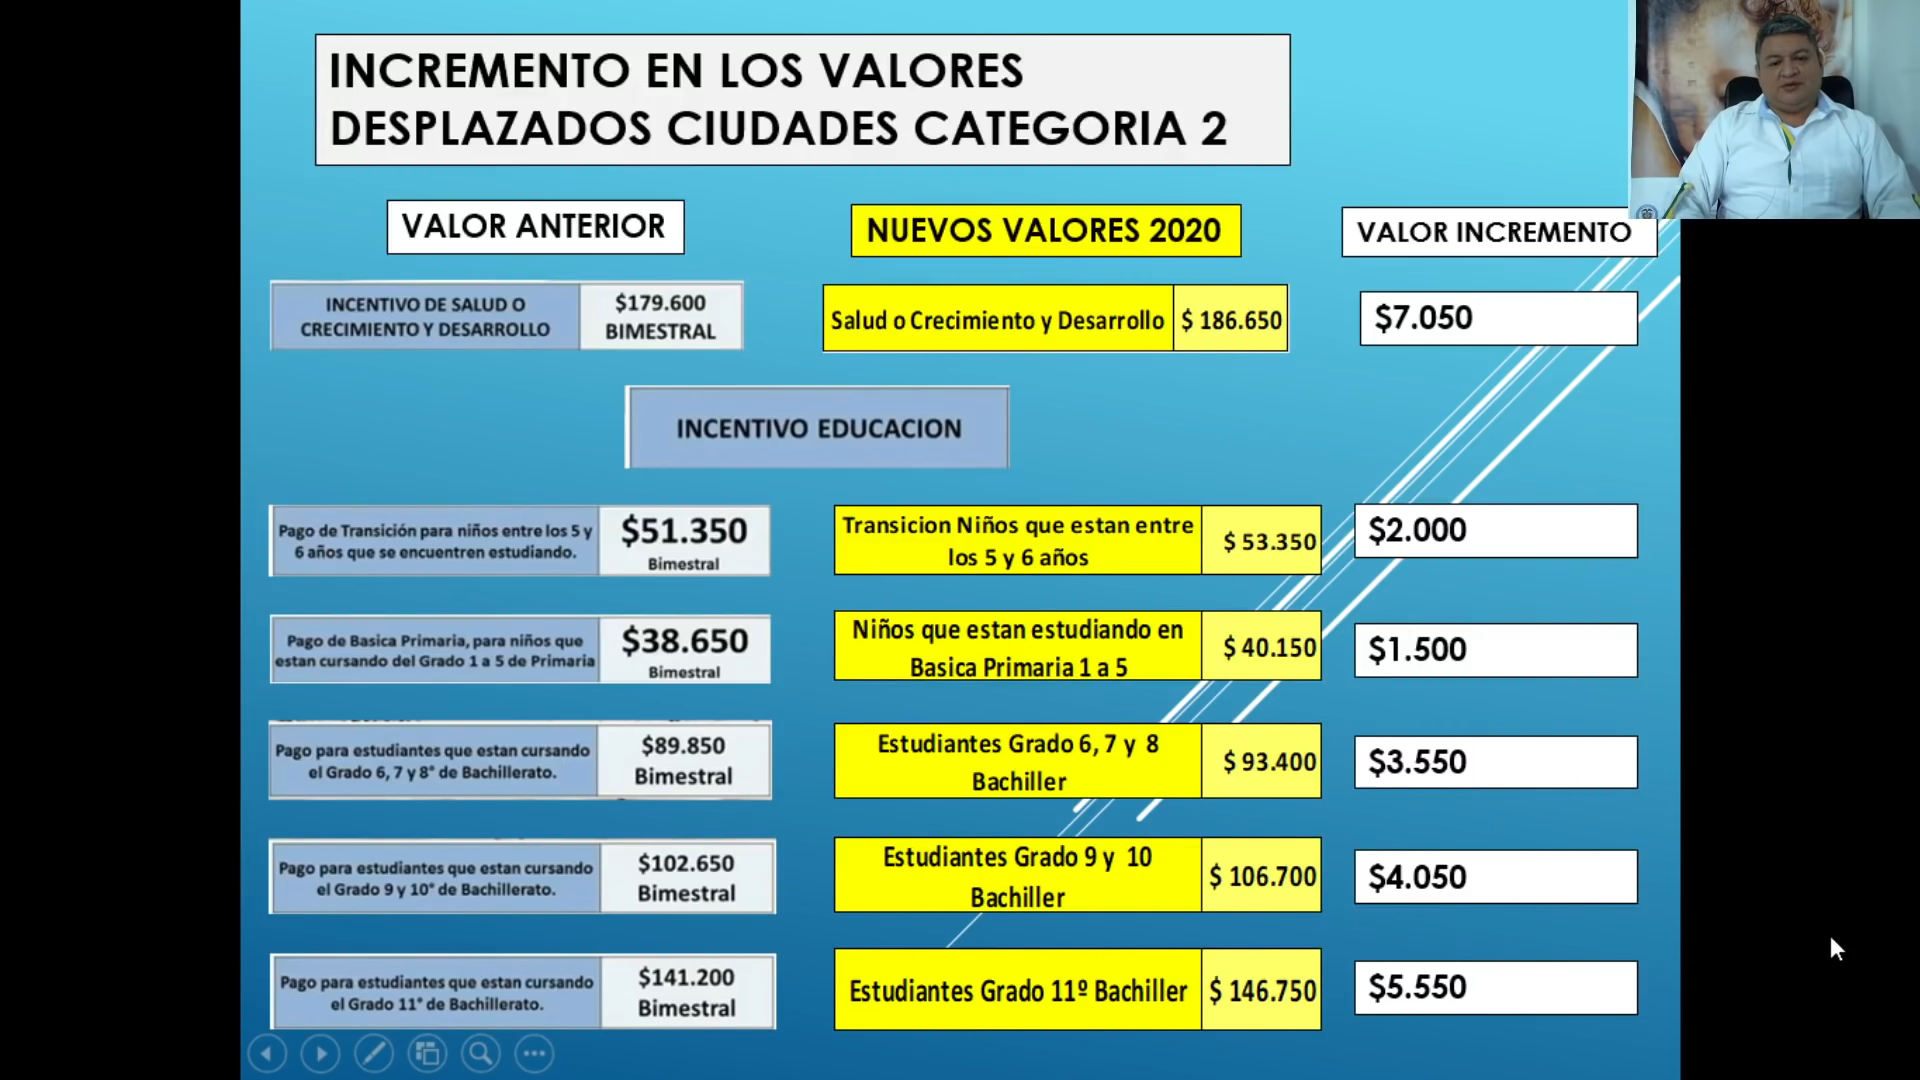 INCREMENTO EN LOS VALORES
DESPLAZADOS CIUDADES CATEGORIA 2
VALOR ANTERIOR
NUEVOS VALORES 2020
VALOR INCREMENTO
INCENTIVO DE SALUD O
CRECIMIENTO Y DESARROLLO
$179.600
BIMESTRAL
Salud o Crecimiento y Desarrollo
$ 186.650
$7.050
INCENTIVO EDUCACION
Pago de Transición para niños entre los 5 y
6 años que se encuentren estudiando.
$51.350
Bimestral
Transicion Niños que estan entre
los 5 y 6 años
$ 53.350
$2.000
Pago de Basica Primaria, para niños que
estan cursando del Grado 1 a 5 de Primaria
$38.650
Bimestral
Niños que estan estudiando en
Basica Primaria 1 a 5
$ 40.150
$1.500
Pago para estudiantes que estan cursando
el Grado 6, 7 y 8° de Bachillerato.
$89.850
Bimestral
Estudiantes Grado 6, 7 y 8
Bachiller
$ 93.400
$3.550
Pago para estudiantes que estan cursando
el Grado 9 y 10° de Bachillerato.
$102.650
Bimestral
Estudiantes Grado 9 y 10
Bachiller
$ 106.700
$4.050
Pago para estudiantes que estan cursando
el Grado 11° de Bachillerato.
$141.200
Bimestral
Estudiantes Grado 11º Bachiller
$ 146.750
$5.550